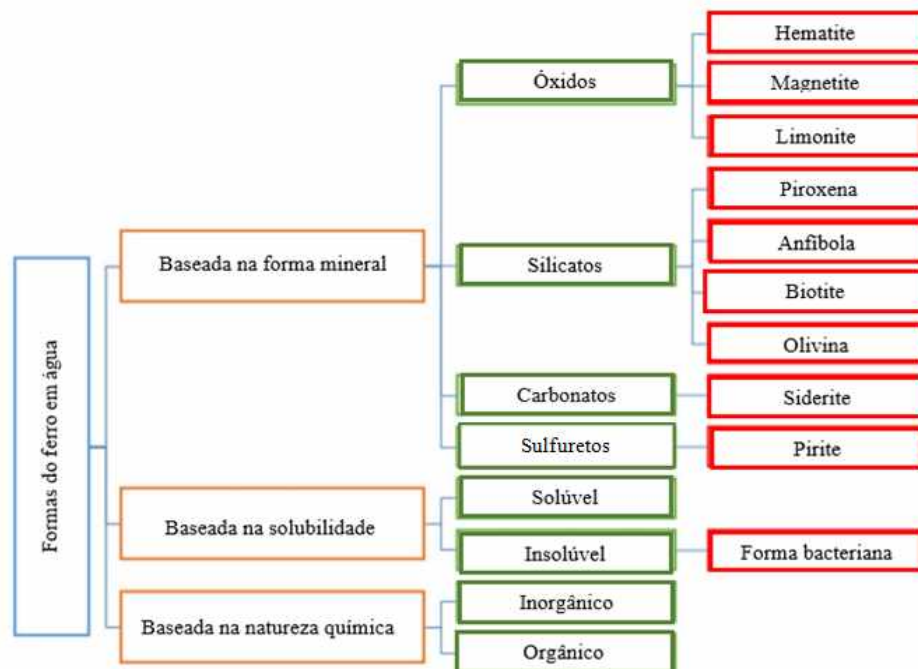 Formas do ferro em água
Baseada na forma mineral
Óxidos
Hematite
Magnetite
Limonite
Silicatos
Piroxena
Anfíbola
Biotite
Olivina
Carbonatos
Siderite
Sulfuretos
Pirite
Baseada na solubilidade
Solúvel
Insolúvel
Forma bacteriana
Baseada na natureza química
Inorgânico
Orgânico